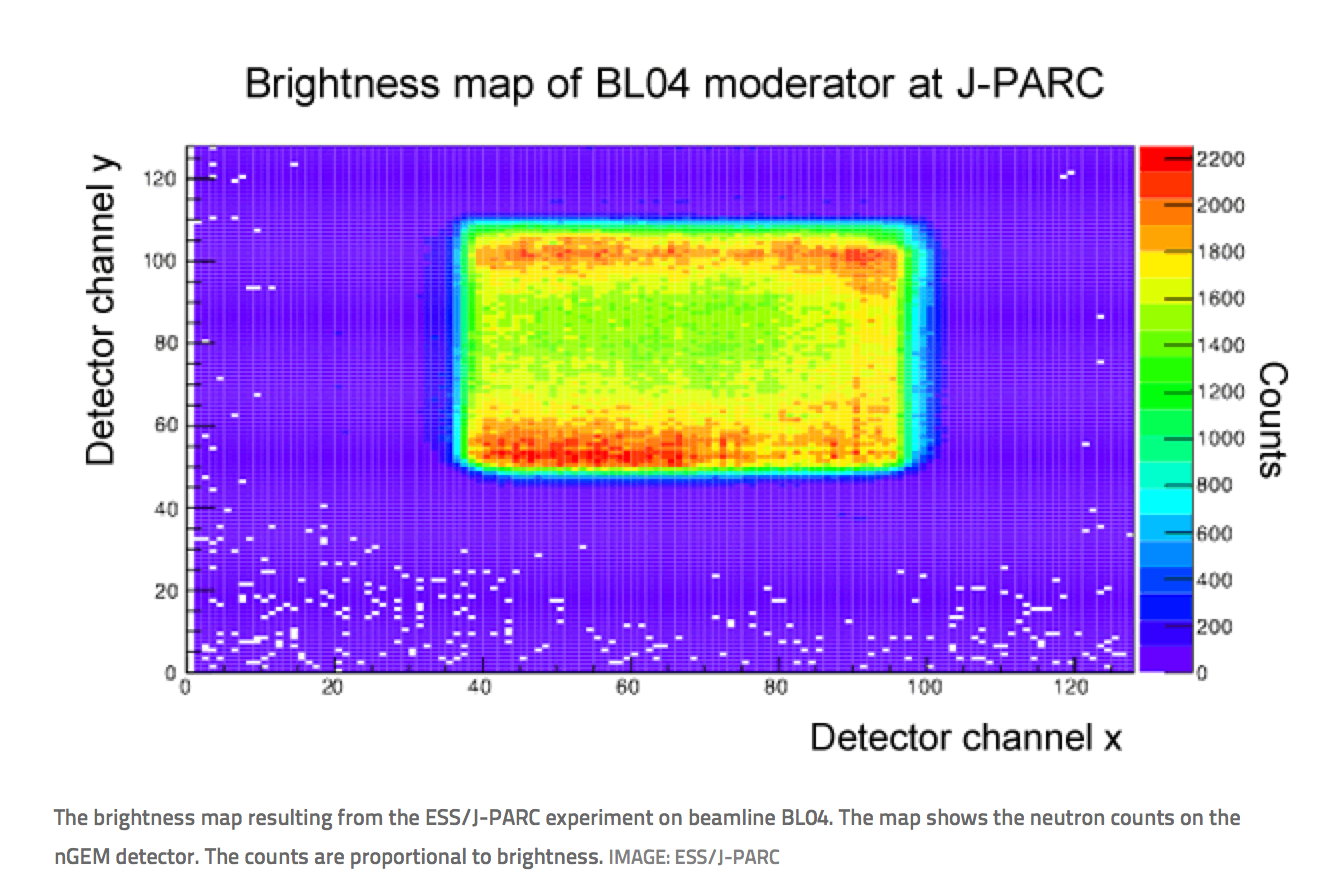 Brightness map of BL04 moderator at J-PARC
Detector channel y
120
100
80
60
40
20
0
0 20 40 60 80 100 120
Detector channel x
2200
2000
1800
1600
1400
1200
1000
800
600
400
200
0
Counts
The brightness map resulting from the ESS/J-PARC experiment on beamline BL04. The map shows the neutron counts on the
nGEM detector. The counts are proportional to brightness. IMAGE: ESS/J-PARC